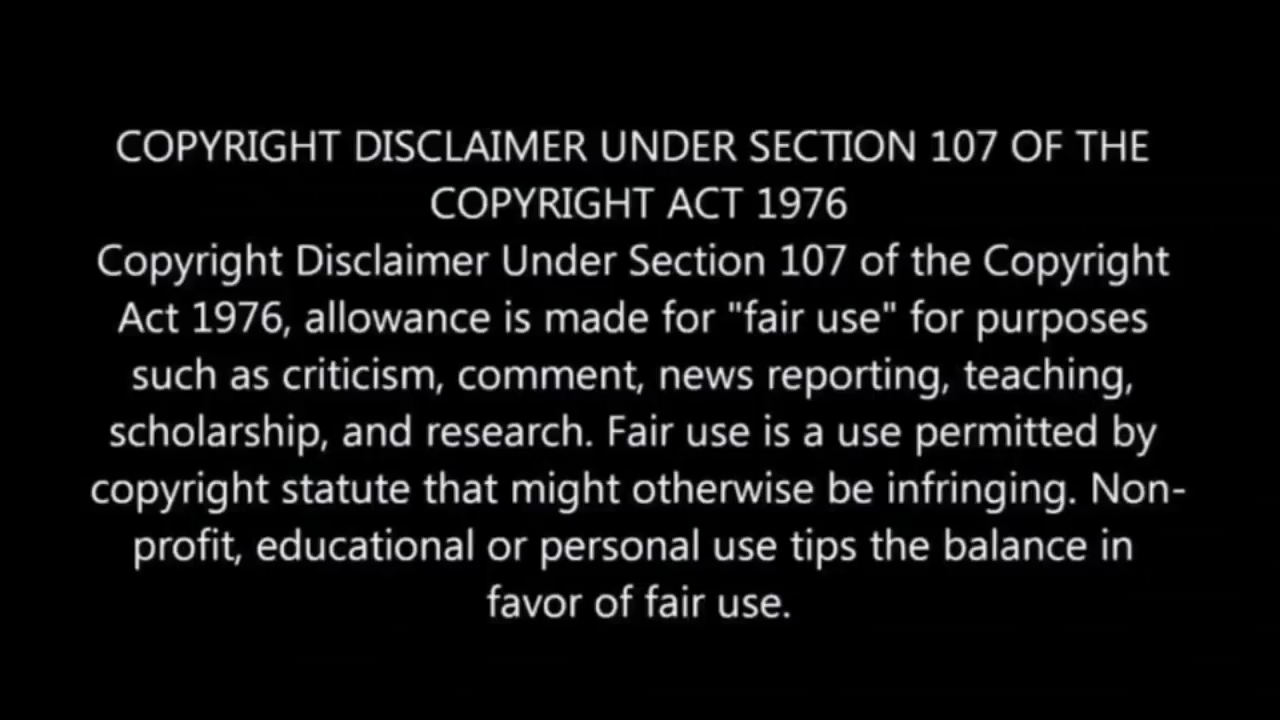 COPYRIGHT DISCLAIMER UNDER SECTION 107 OF THE
COPYRIGHT ACT 1976
Copyright Disclaimer Under Section 107 of the Copyright
Act 1976, allowance is made for "fair use" for purposes
such as criticism, comment, news reporting, teaching,
scholarship, and research. Fair use is a use permitted by
copyright statute that might otherwise be infringing. Non-
profit, educational or personal use tips the balance in
favor of fair use.